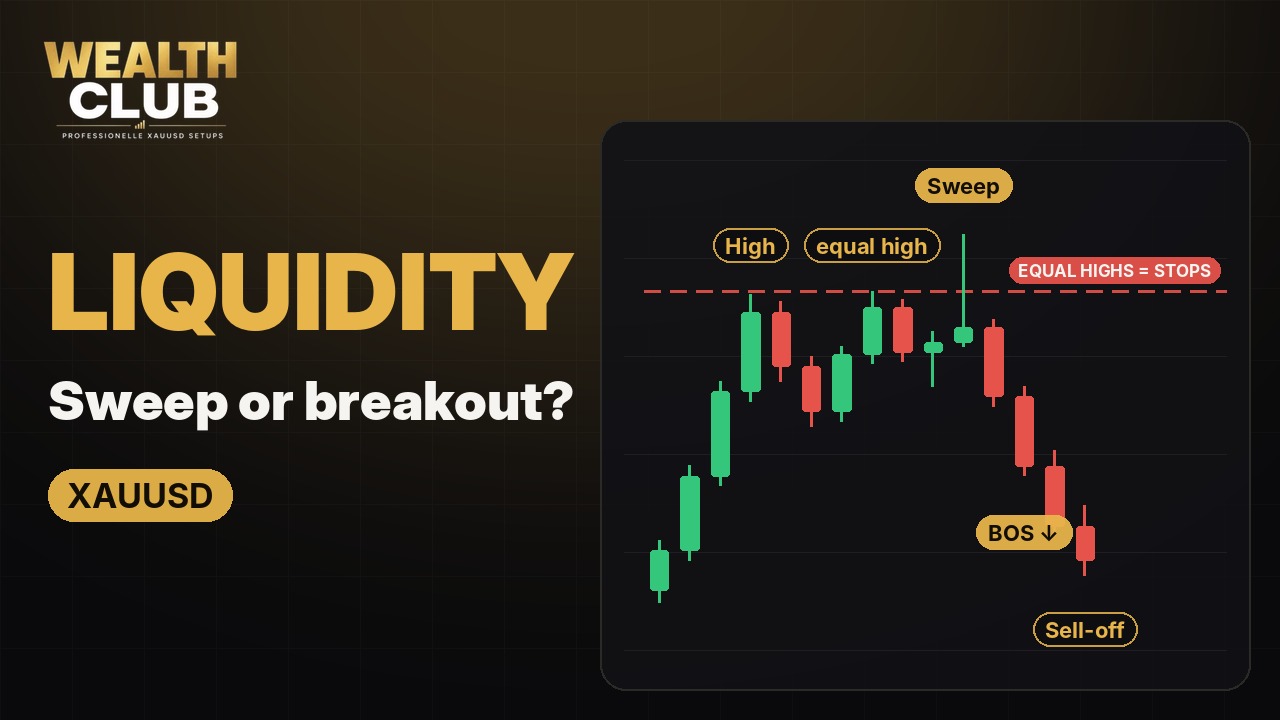 WEALTH
CLUB
PROFESSIONELLE XAUUSD SETUPS
LIQUIDITY
Sweep or breakout?
XAUUSD
Sweep
High
equal high
EQUAL HIGHS = STOPS
BOS ↓
Sell-off